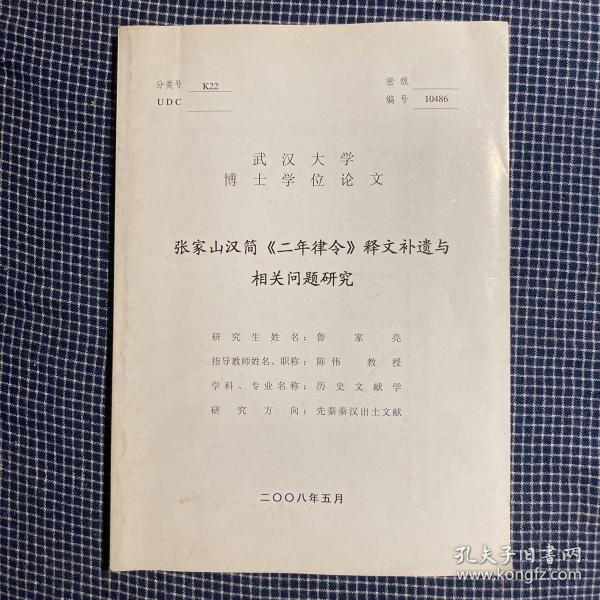 分类号 K22
密级
UDC
编号 10486
武汉大学
博士学位论文
张家山汉简《二年律令》释文补遗与
相关问题研究
研究生姓名：鲁家亮
指导教师姓名、职称：陈伟 教授
学科、专业名称：历史文献学
研究方向：先秦秦汉出土文献
二〇〇八年五月
孔夫子旧书网
www.kongfz.com